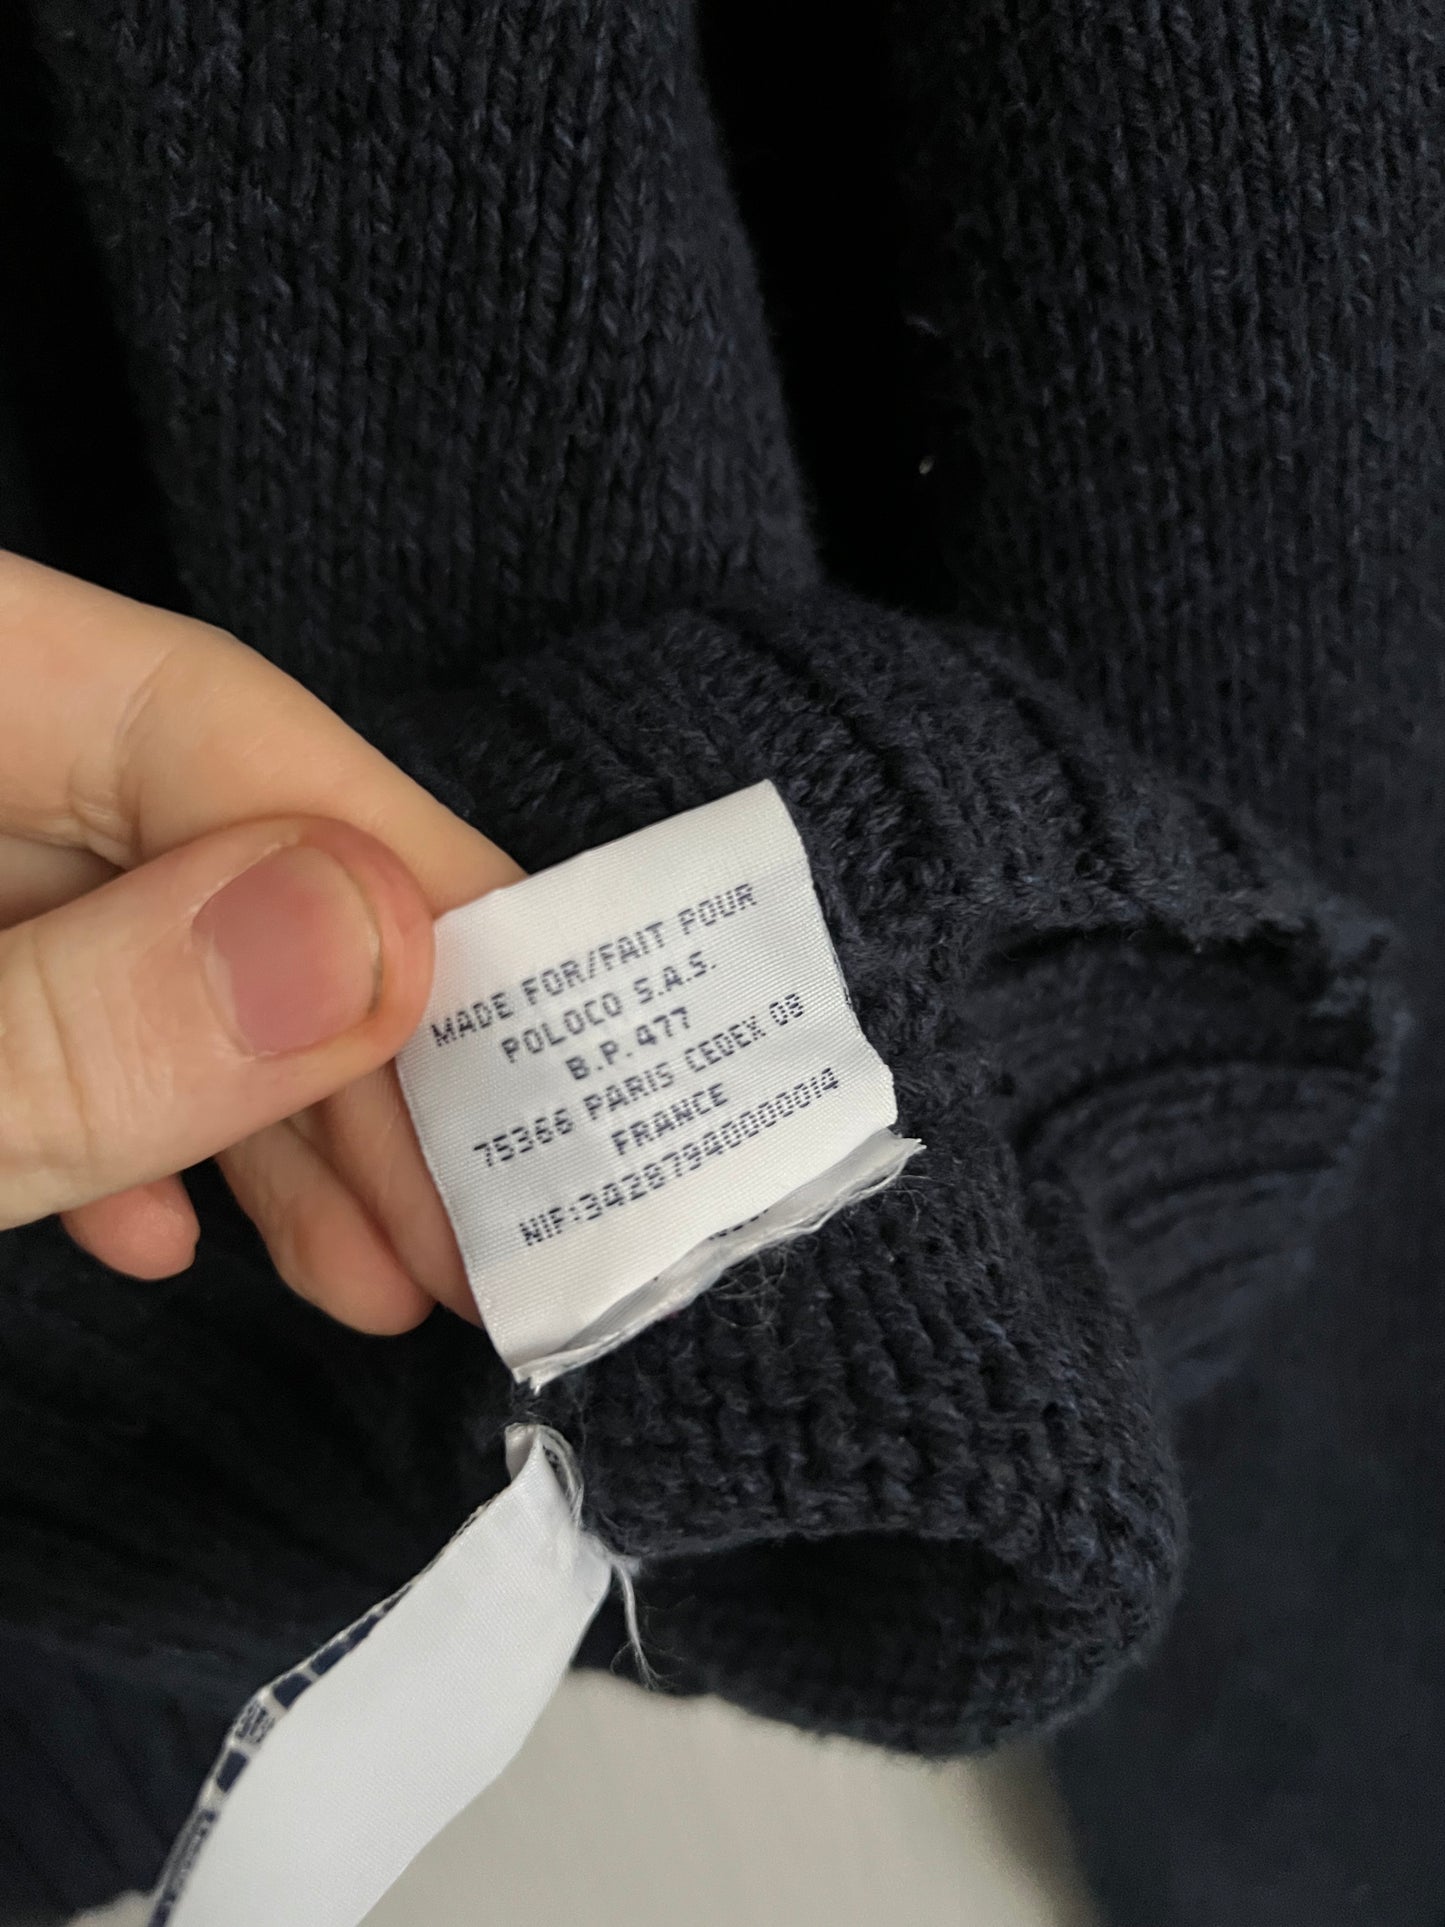 MADE FOR/FAIT POUR
POLOCO S.A.S.
B.P. 477
75366 PARIS CEDEX 08
FRANCE
NIF:34287940000014